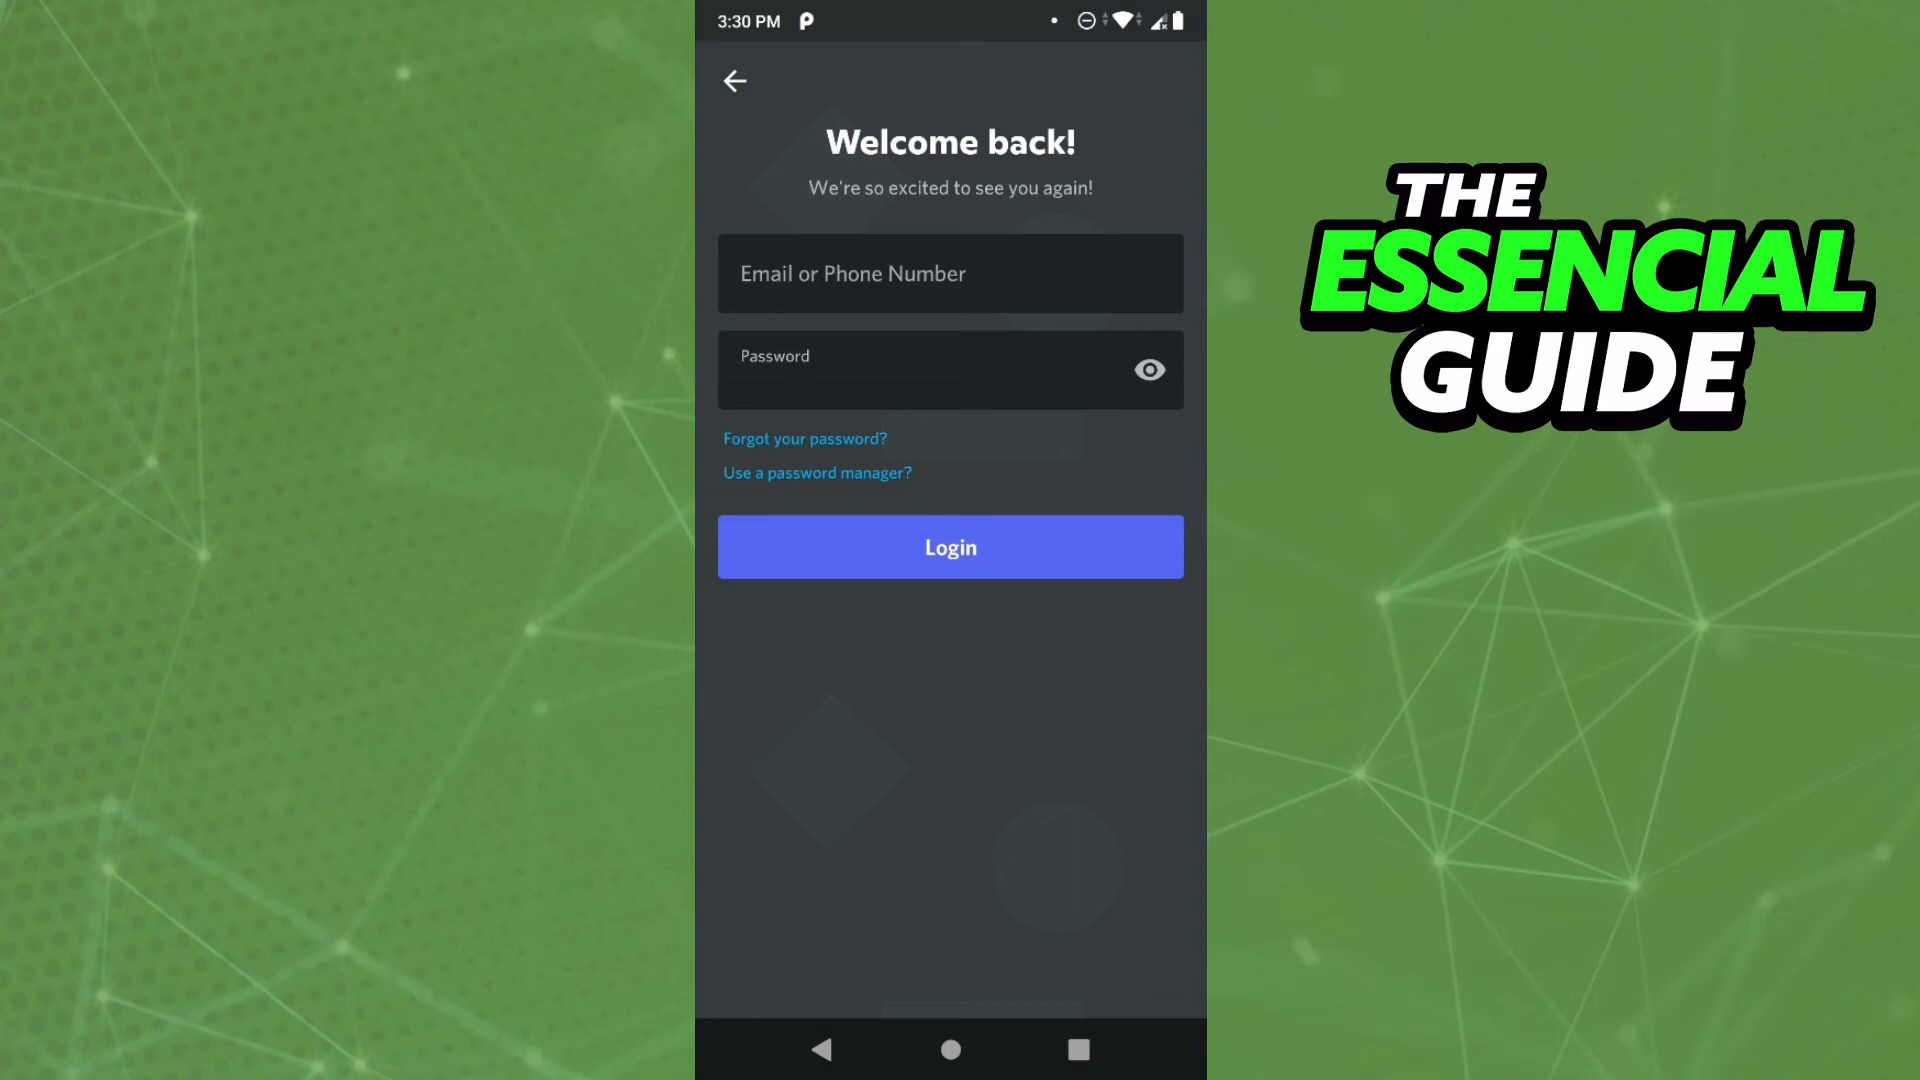 3:30 PM
Welcome back!
We're so excited to see you again!
Email or Phone Number
Password
Forgot your password?
Use a password manager?
Login
THE
ESSENCIAL
GUIDE